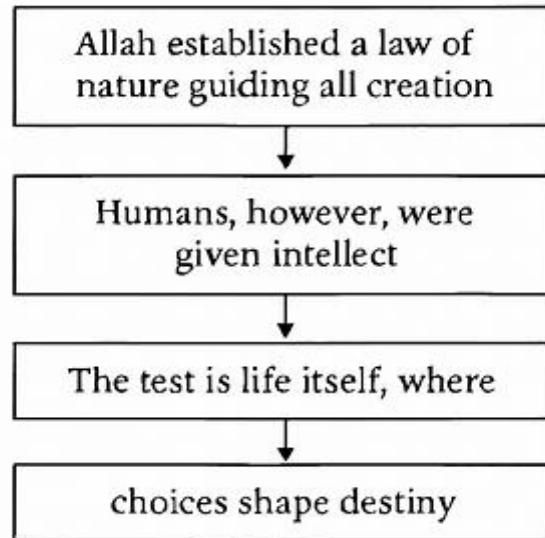 Allah established a law of
nature guiding all creation
Humans, however, were
given intellect
The test is life itself, where
choices shape destiny